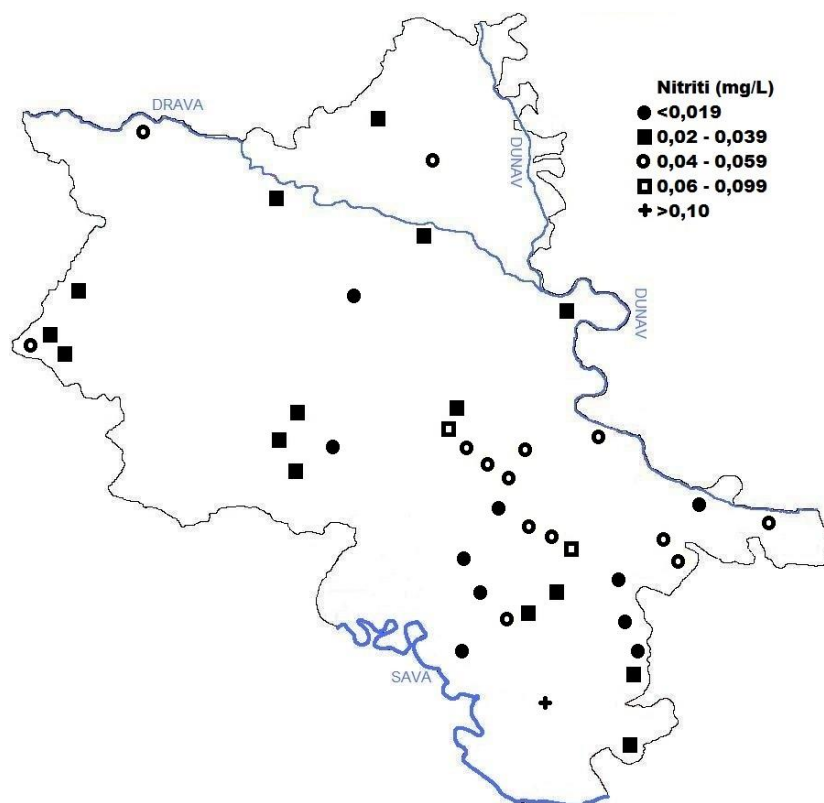 Nitriti (mg/L)
<0,019
0,02 - 0,039
0,04 - 0,059
0,06 - 0,099
>0,10
DRAVA
DUNAV
DUNAV
SAVA